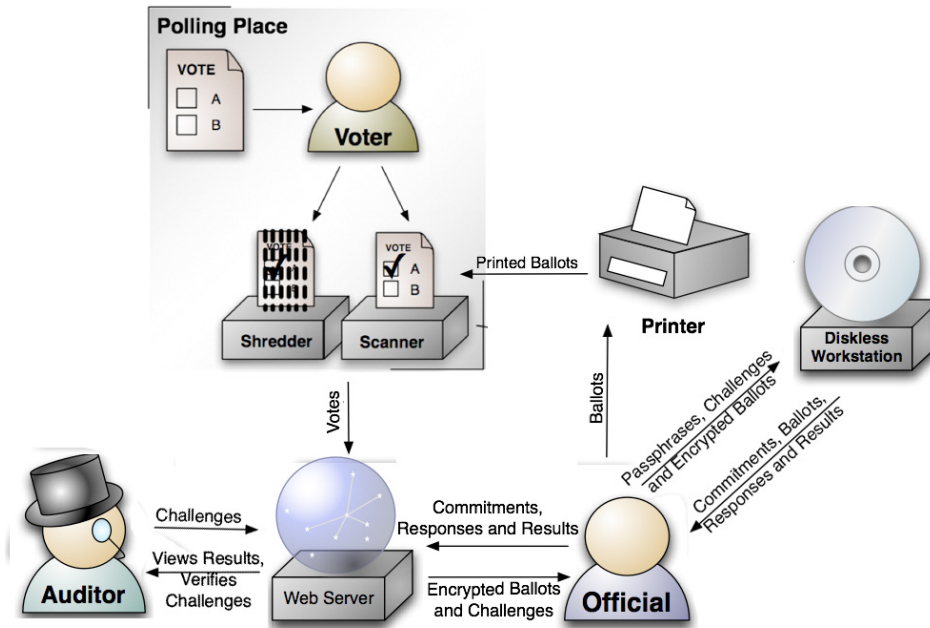 Polling Place
VOTE
A
B
Voter
VOTE
VOTE
A
B
Shredder
Scanner
Printed Ballots
Printer
Diskless
Workstation
Votes
Ballots
Passphrases, Challenges
and Encrypted Ballots
Commitments, Ballots,
Responses and Results
Challenges
Views Results,
Verifies
Challenges
Auditor
Web Server
Commitments,
Responses and Results
Encrypted Ballots
and Challenges
Official